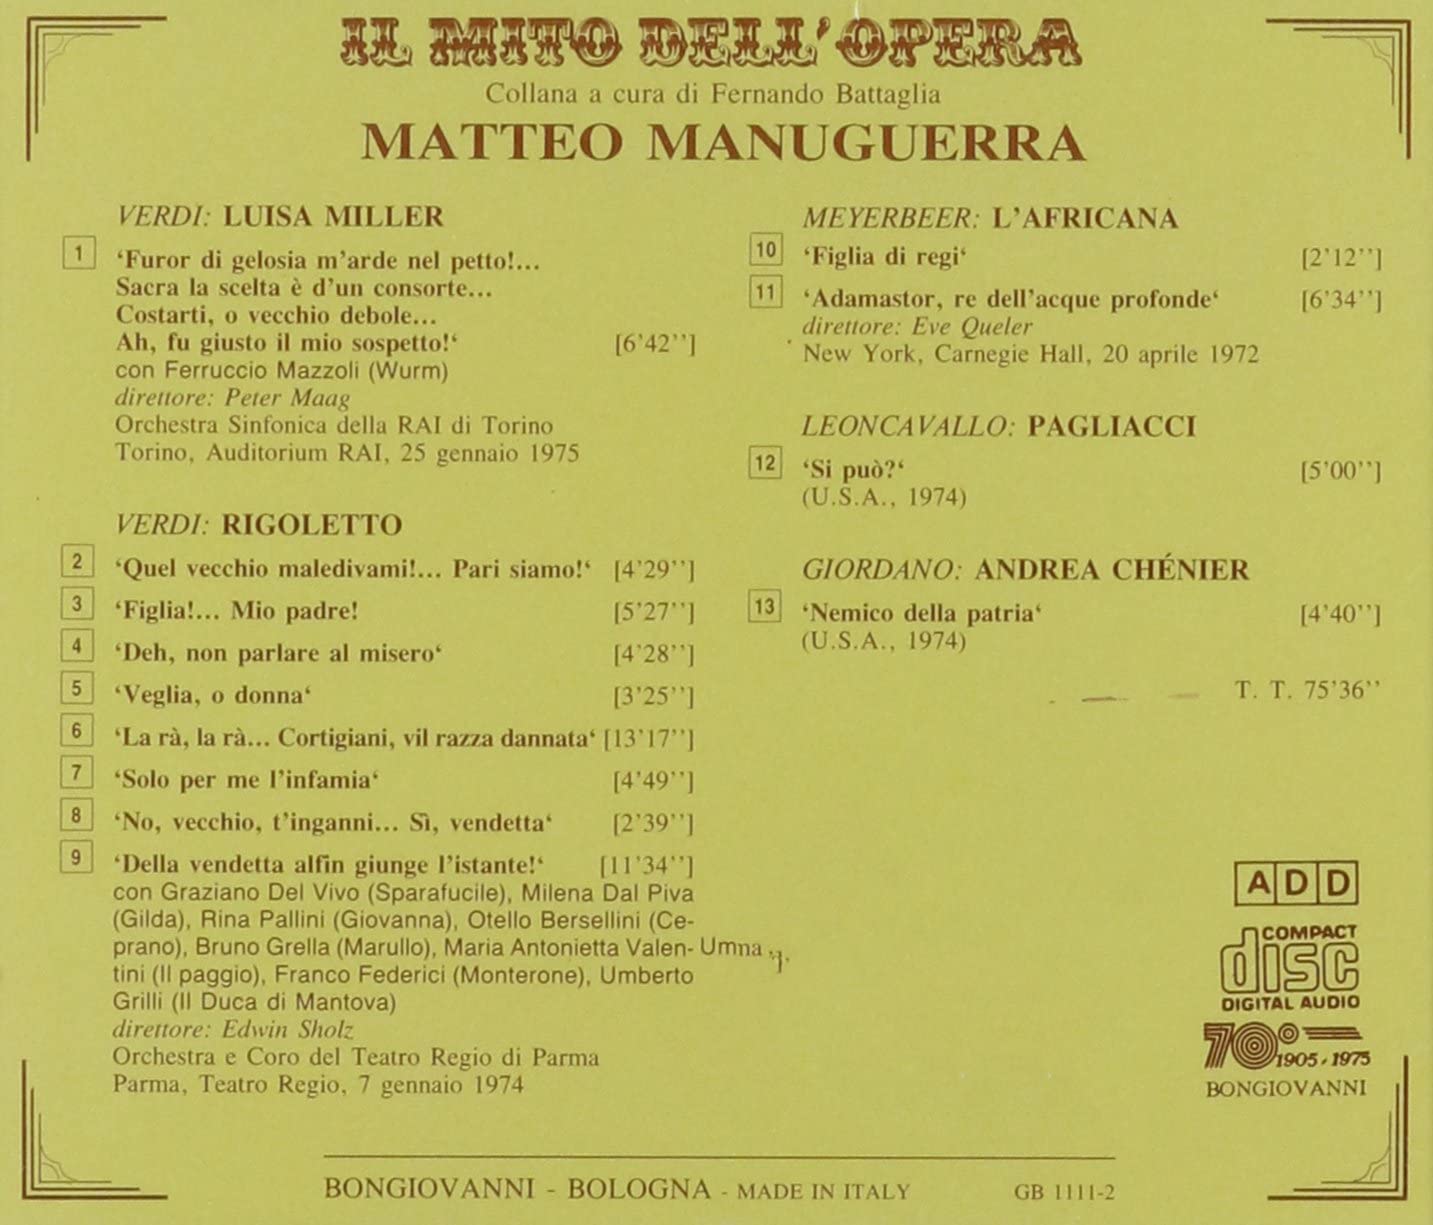 IL MITO DELL'OPERA
Collana a cura di Fernando Battaglia
MATTEO MANUGUERRA
VERDI: LUISA MILLER
1 ‘Furor di gelosia m'arde nel petto!...
Sacra la scelta è d'un consorte...
Costarti, o vecchio debole...
Ah, fu giusto il mio sospetto!‘ [6'42'']
con Ferruccio Mazzoli (Wurm)
direttore: Peter Maag
Orchestra Sinfonica della RAI di Torino
Torino, Auditorium RAI, 25 gennaio 1975
VERDI: RIGOLETTO
2 ‘Quel vecchio maledivami!... Pari siamo!‘ [4'29'']
3 ‘Figlia!... Mio padre! [5'27'']
4 ‘Deh, non parlare al misero‘ [4'28'']
5 ‘Veglia, o donna‘ [3'25'']
6 ‘La rà, la rà... Cortigiani, vil razza dannata‘ [13'17'']
7 ‘Solo per me l'infamia‘ [4'49'']
8 ‘No, vecchio, t'inganni... Sì, vendetta‘ [2'39'']
9 ‘Della vendetta alfin giunge l'istante!‘ [11'34'']
con Graziano Del Vivo (Sparafucile), Milena Dal Piva
(Gilda), Rina Pallini (Giovanna), Otello Bersellini (Ce-
prano), Bruno Grella (Marullo), Maria Antonietta Valen- Umna
tini (Il paggio), Franco Federici (Monterone), Umberto
Grilli (Il Duca di Mantova)
direttore: Edwin Sholz
Orchestra e Coro del Teatro Regio di Parma
Parma, Teatro Regio, 7 gennaio 1974
MEYERBEER: L'AFRICANA
10 ‘Figlia di regi‘ [2'12'']
11 ‘Adamastor, re dell'acque profonde‘ [6'34'']
direttore: Eve Queler
New York, Carnegie Hall, 20 aprile 1972
LEONCAVALLO: PAGLIACCI
12 ‘Si può?‘ [5'00'']
(U.S.A., 1974)
GIORDANO: ANDREA CHÉNIER
13 ‘Nemico della patria‘ [4'40'']
(U.S.A., 1974)
T. T. 75'36''
ADD
COMPACT
disc
DIGITAL AUDIO
70° 1905-1975
BONGIOVANNI
BONGIOVANNI - BOLOGNA - MADE IN ITALY GB 1111-2